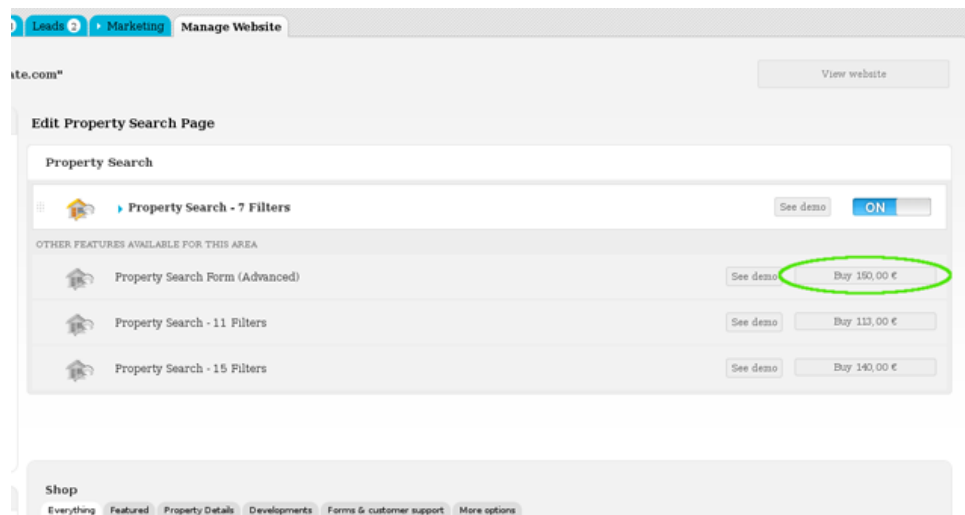 Leads 2 Marketing Manage Website
ate.com" View website
Edit Property Search Page
Property Search
Property Search - 7 Filters See demo ON
OTHER FEATURES AVAILABLE FOR THIS AREA
Property Search Form (Advanced) See demo Buy 150,00 €
Property Search - 11 Filters See demo Buy 113,00 €
Property Search - 15 Filters See demo Buy 140,00 €
Shop
Everything Featured Property Details Developments Forms & customer support More options